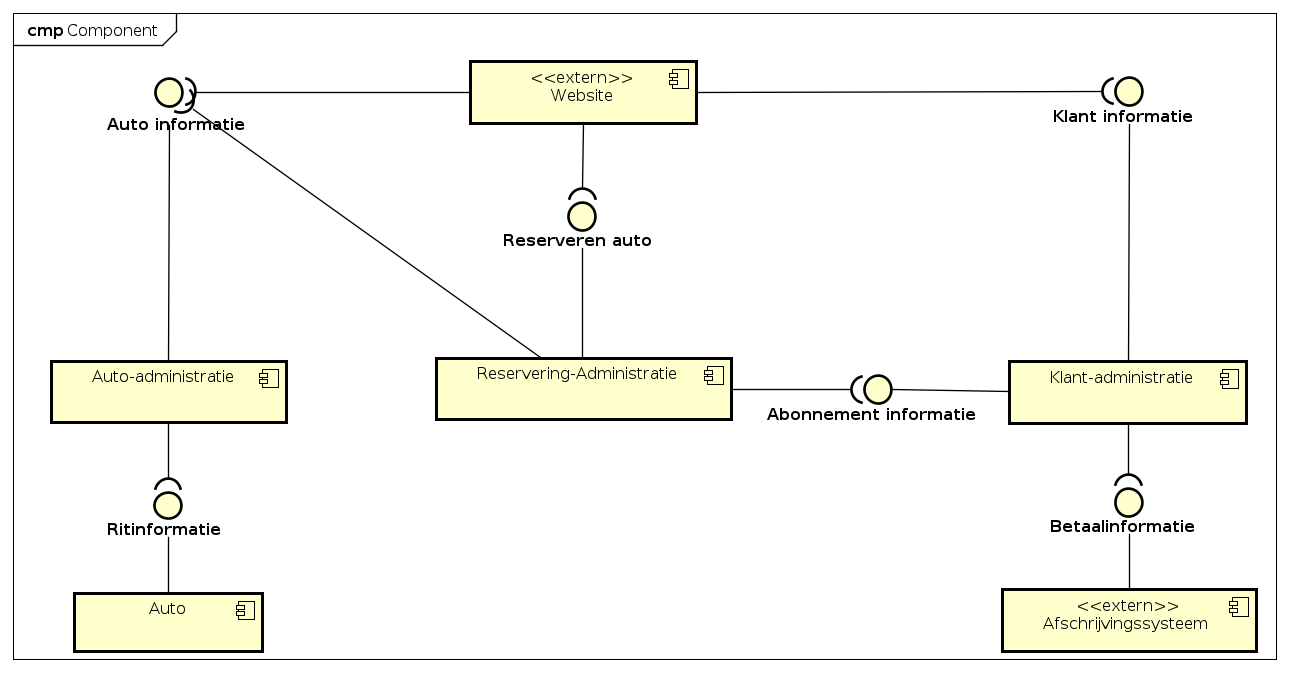 cmp Component
<<extern>>
Website
Auto informatie
Klant informatie
Reserveren auto
Auto-administratie
Reservering-Administratie
Klant-administratie
Abonnement informatie
Ritinformatie
Betaalinformatie
Auto
<<extern>>
Afschrijvingssysteem